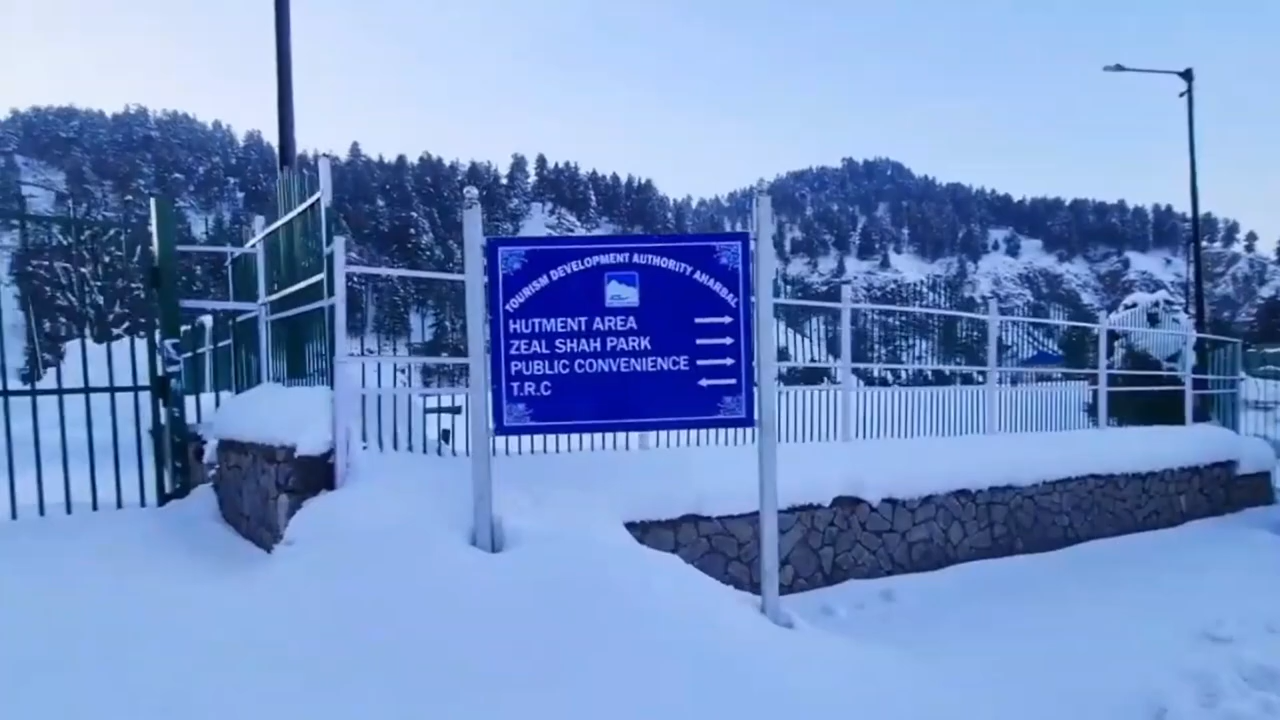 TOURISM DEVELOPMENT AUTHORITY AHARBAL
HUTMENT AREA
ZEAL SHAH PARK
PUBLIC CONVENIENCE
T.R.C